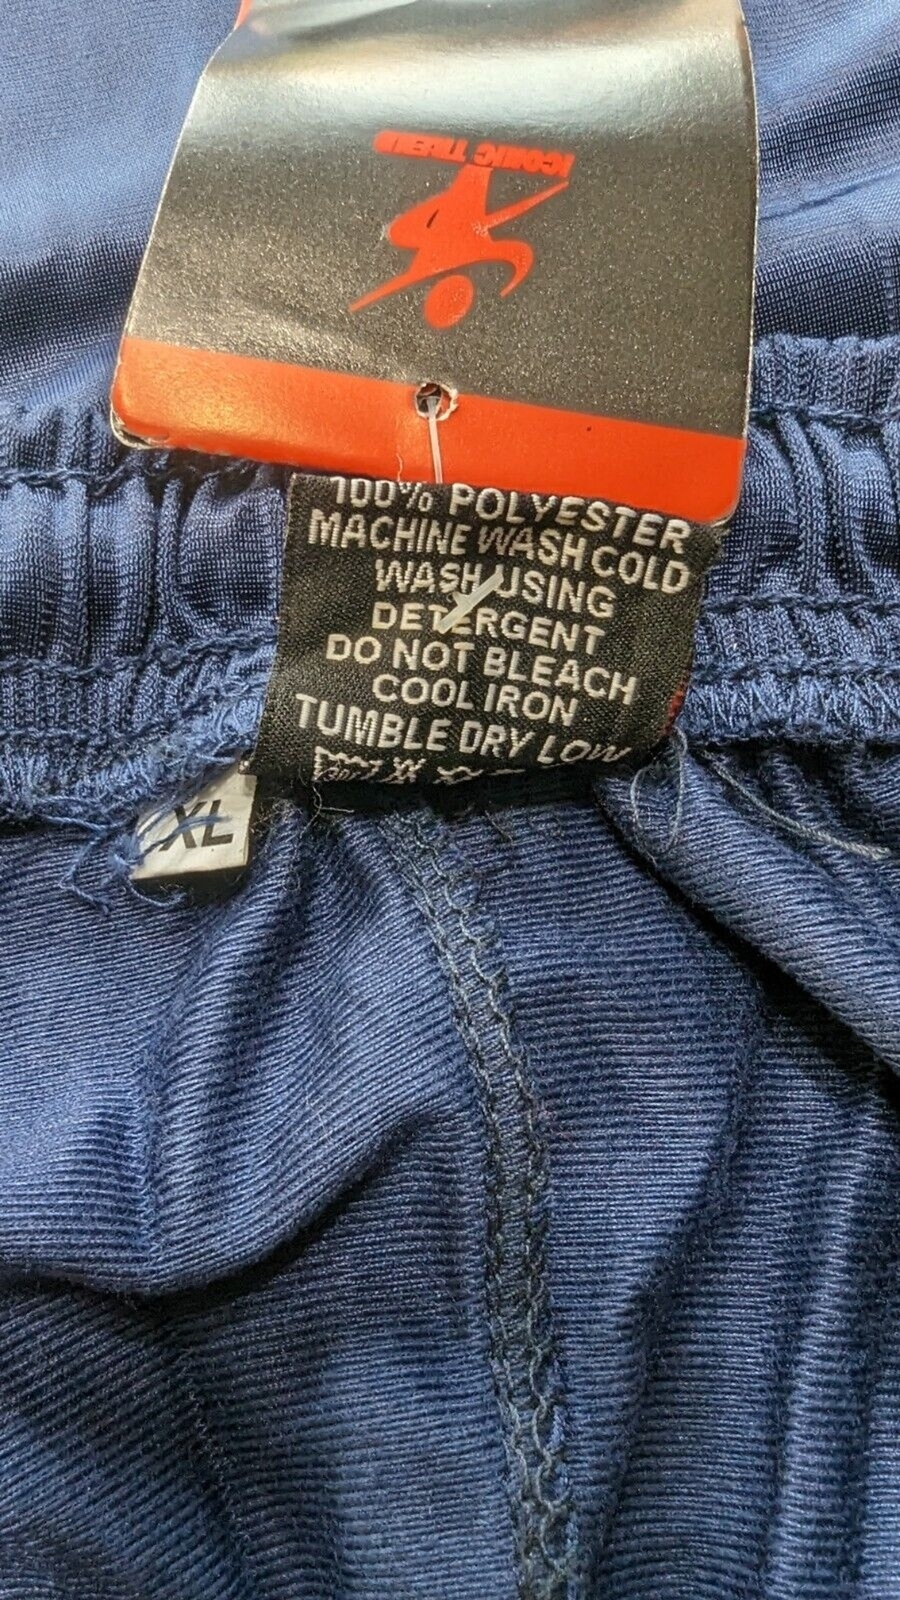 ICONIC TREND
100% POLYESTER
MACHINE WASH COLD
WASH USING
DETERGENT
DO NOT BLEACH
COOL IRON
TUMBLE DRY LOW
XL